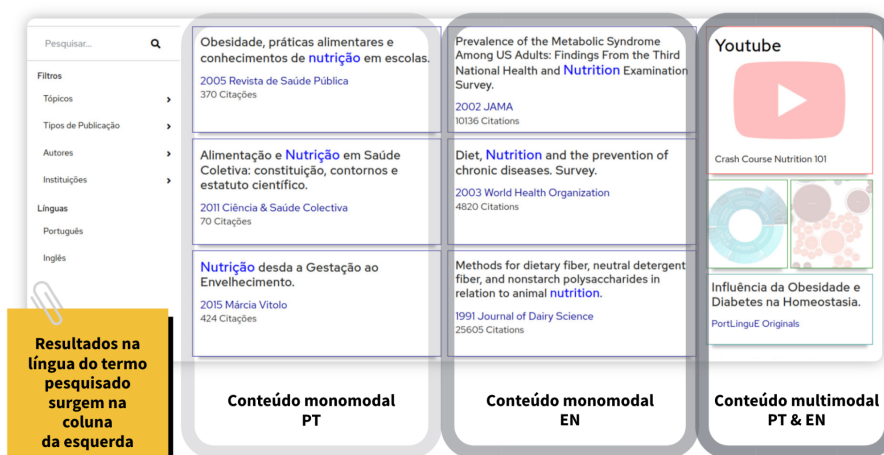 Pesquisar...
Filtros
Tópicos
Tipos de Publicação
Autores
Instituições
Línguas
Português
Inglês
Resultados na
língua do termo
pesquisado
surgem na
coluna
da esquerda
Obesidade, práticas alimentares e
conhecimentos de nutrição em escolas.
2005 Revista de Saúde Pública
370 Citações
Alimentação e Nutrição em Saúde
Coletiva: constituição, contornos e
estatuto científico.
2011 Ciência & Saúde Colectiva
70 Citações
Nutrição desda a Gestação ao
Envelhecimento.
2015 Márcia Vitolo
424 Citações
Conteúdo monomodal
PT
Prevalence of the Metabolic Syndrome
Among US Adults: Findings From the Third
National Health and Nutrition Examination
Survey.
2002 JAMA
10136 Citations
Diet, Nutrition and the prevention of
chronic diseases. Survey.
2003 World Health Organization
4820 Citations
Methods for dietary fiber, neutral detergent
fiber, and nonstarch polysaccharides in
relation to animal nutrition.
1991 Journal of Dairy Science
25605 Citations
Conteúdo monomodal
EN
Youtube
Crash Course Nutrition 101
Influência da Obesidade e
Diabetes na Homeostasia.
PortLinguE Originals
Conteúdo multimodal
PT & EN